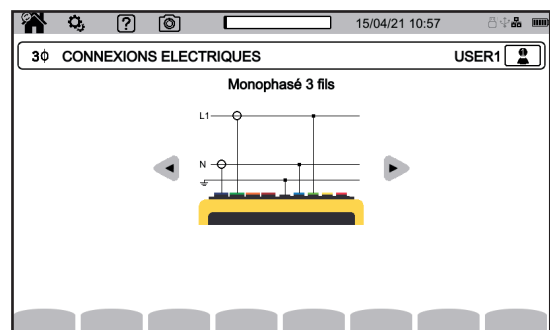 ?
15/04/21 10:57
3φ CONNEXIONS ELECTRIQUES
USER1
Monophasé 3 fils
L1
N